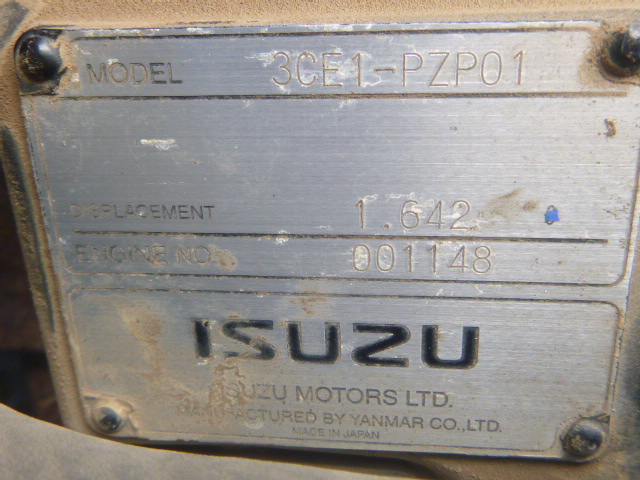 MODEL 3CE1-PZP01
DISPLACEMENT 1.642
ENGINE NO. 001148
ISUZU
ISUZU MOTORS LTD.
MANUFACTURED BY YANMAR CO.,LTD.
MADE IN JAPAN